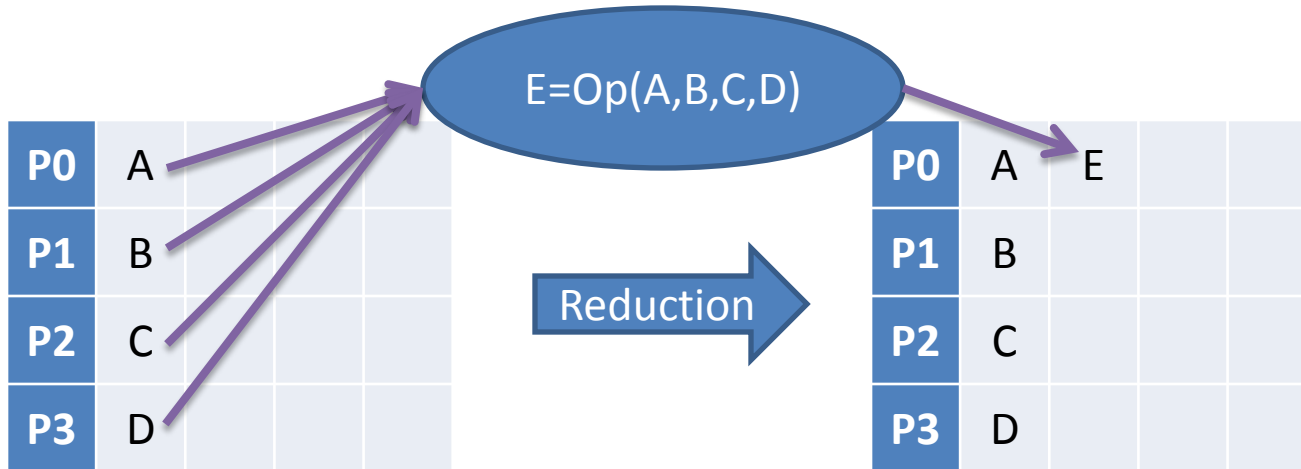 E=Op(A,B,C,D)
P0 A
P1 B
P2 C
P3 D
Reduction
P0 A E
P1 B
P2 C
P3 D